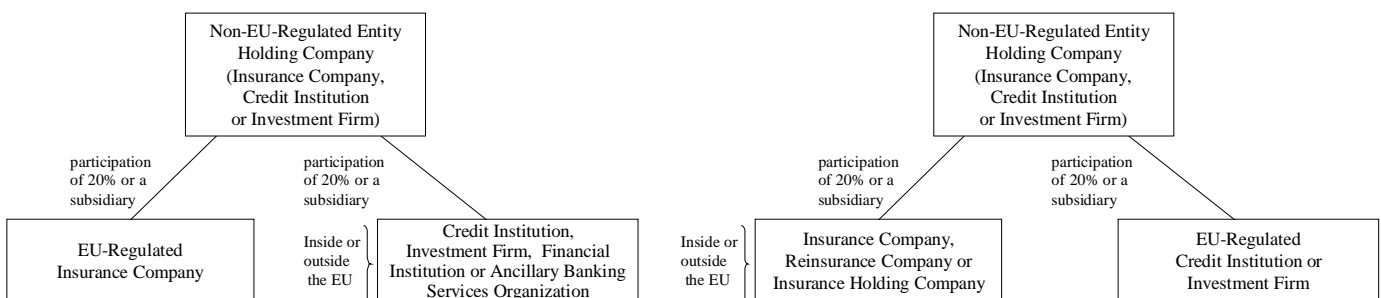 Non-EU-Regulated Entity
Holding Company
(Insurance Company,
Credit Institution
or Investment Firm)
participation
of 20% or a
subsidiary
participation
of 20% or a
subsidiary
EU-Regulated
Insurance Company
Inside or
outside
the EU
Credit Institution,
Investment Firm, Financial
Institution or Ancillary Banking
Services Organization
Non-EU-Regulated Entity
Holding Company
(Insurance Company,
Credit Institution
or Investment Firm)
participation
of 20% or a
subsidiary
participation
of 20% or a
subsidiary
Inside or
outside
the EU
Insurance Company,
Reinsurance Company or
Insurance Holding Company
EU-Regulated
Credit Institution or
Investment Firm